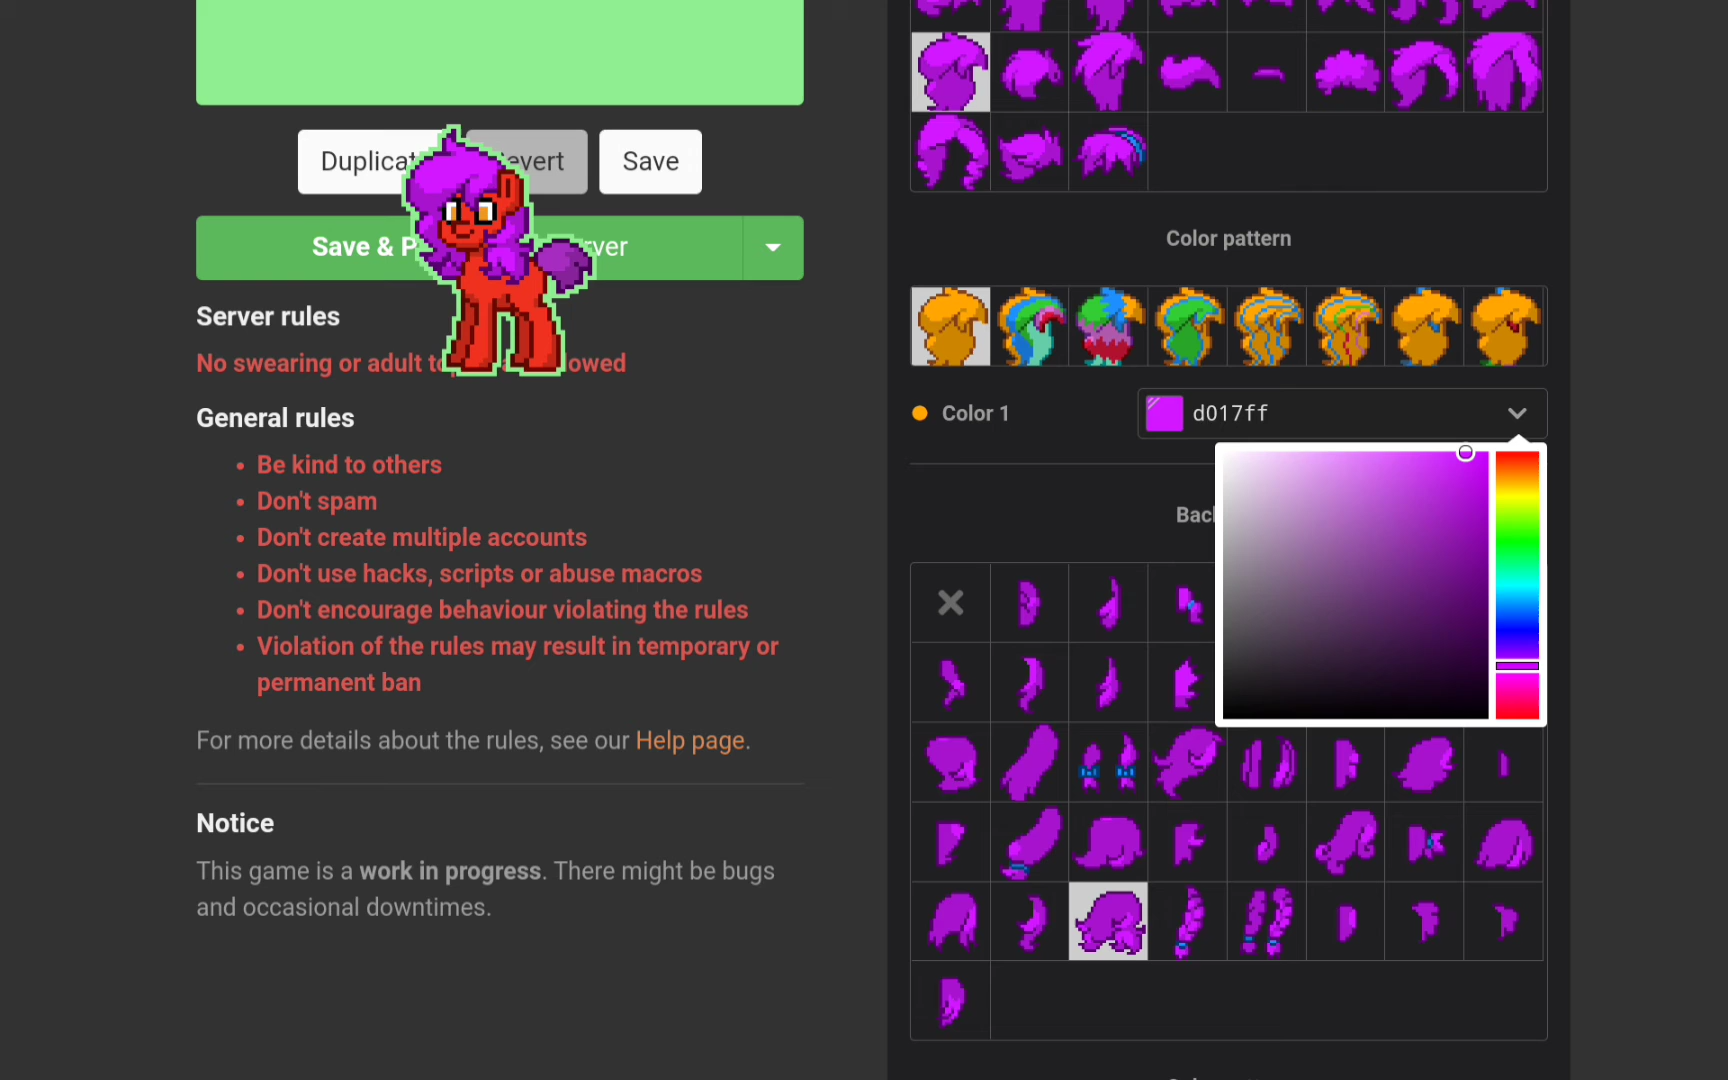 Duplicat
evert
Save
Save & P
rver
Server rules
No swearing or adult to
owed
General rules
Be kind to others
Don't spam
Don't create multiple accounts
Don't use hacks, scripts or abuse macros
Don't encourage behaviour violating the rules
Violation of the rules may result in temporary or
permanent ban
For more details about the rules, see our Help page.
Notice
This game is a work in progress. There might be bugs
and occasional downtimes.
Color pattern
Color 1
d017ff
Bac